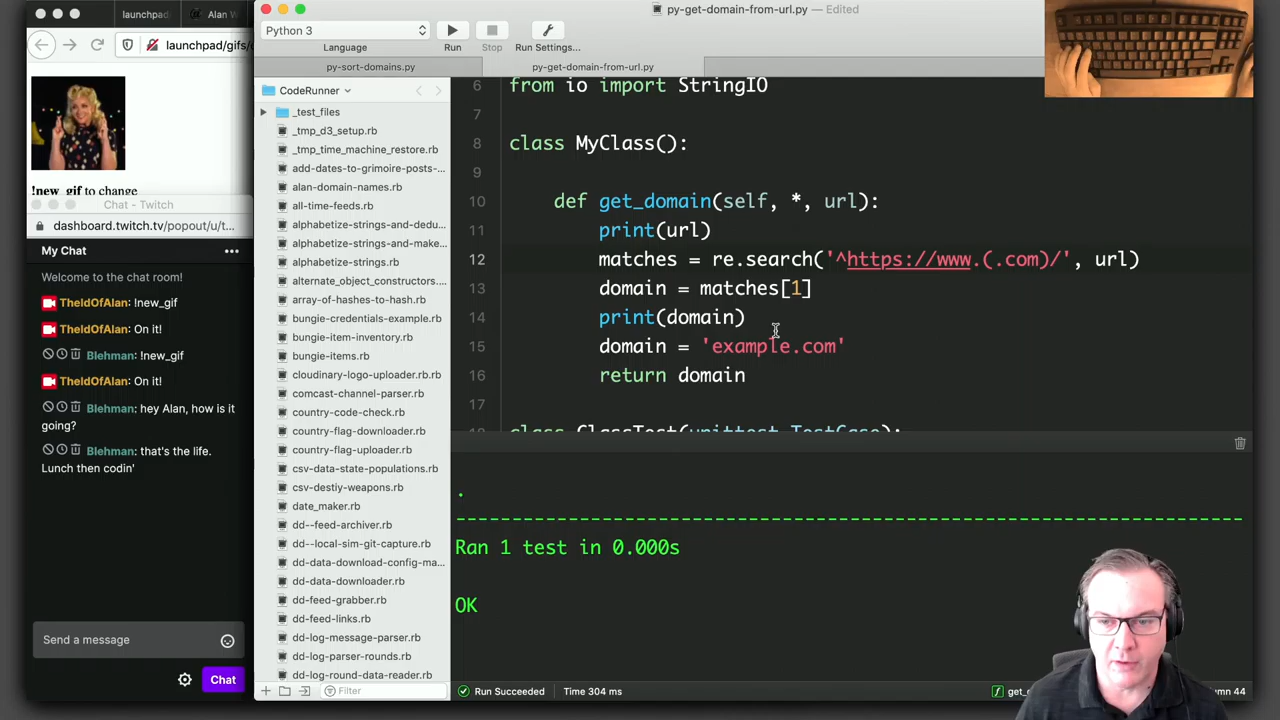 launchpad
Alan W
launchpad/gifs/
!new_gif to change
Chat - Twitch
dashboard.twitch.tv/popout/u/t...
My Chat
Welcome to the chat room!
TheIdOfAlan: !new_gif
TheIdOfAlan: On it!
Blehman: !new_gif
TheIdOfAlan: On it!
Blehman: hey Alan, how is it
going?
Blehman: that's the life.
Lunch then codin'
Send a message
Chat
py-get-domain-from-url.py — Edited
Python 3
Language
Run
Stop
Run Settings...
py-sort-domains.py
py-get-domain-from-url.py
CodeRunner
_test_files
_tmp_d3_setup.rb
_tmp_time_machine_restore.rb
add-dates-to-grimoire-posts-...
alan-domain-names.rb
all-time-feeds.rb
alphabetize-strings-and-dedu...
alphabetize-strings-and-make...
alphabetize-strings.rb
alternate_object_constructors....
array-of-hashes-to-hash.rb
bungie-credentials-example.rb
bungie-item-inventory.rb
bungie-items.rb
cloudinary-logo-uploader.rb.rb
comcast-channel-parser.rb
country-code-check.rb
country-flag-downloader.rb
country-flag-uploader.rb
csv-data-state-populations.rb
csv-destiy-weapons.rb
date_maker.rb
dd--feed-archiver.rb
dd--local-sim-git-capture.rb
dd-data-download-config-ma...
dd-data-downloader.rb
dd-feed-grabber.rb
dd-feed-links.rb
dd-log-message-parser.rb
dd-log-parser-rounds.rb
dd-log-round-data-reader.rb
Filter
6 from io import StringIO
7
8 class MyClass():
9
10 def get_domain(self, *, url):
11 print(url)
12 matches = re.search('^https://www.(.com)/', url)
13 domain = matches[1]
14 print(domain)
15 domain = 'example.com'
16 return domain
17
class ClassTest(unittest.TestCase):
.
----------------------------------------------------------------------
Ran 1 test in 0.000s
OK
Run Succeeded
Time 304 ms